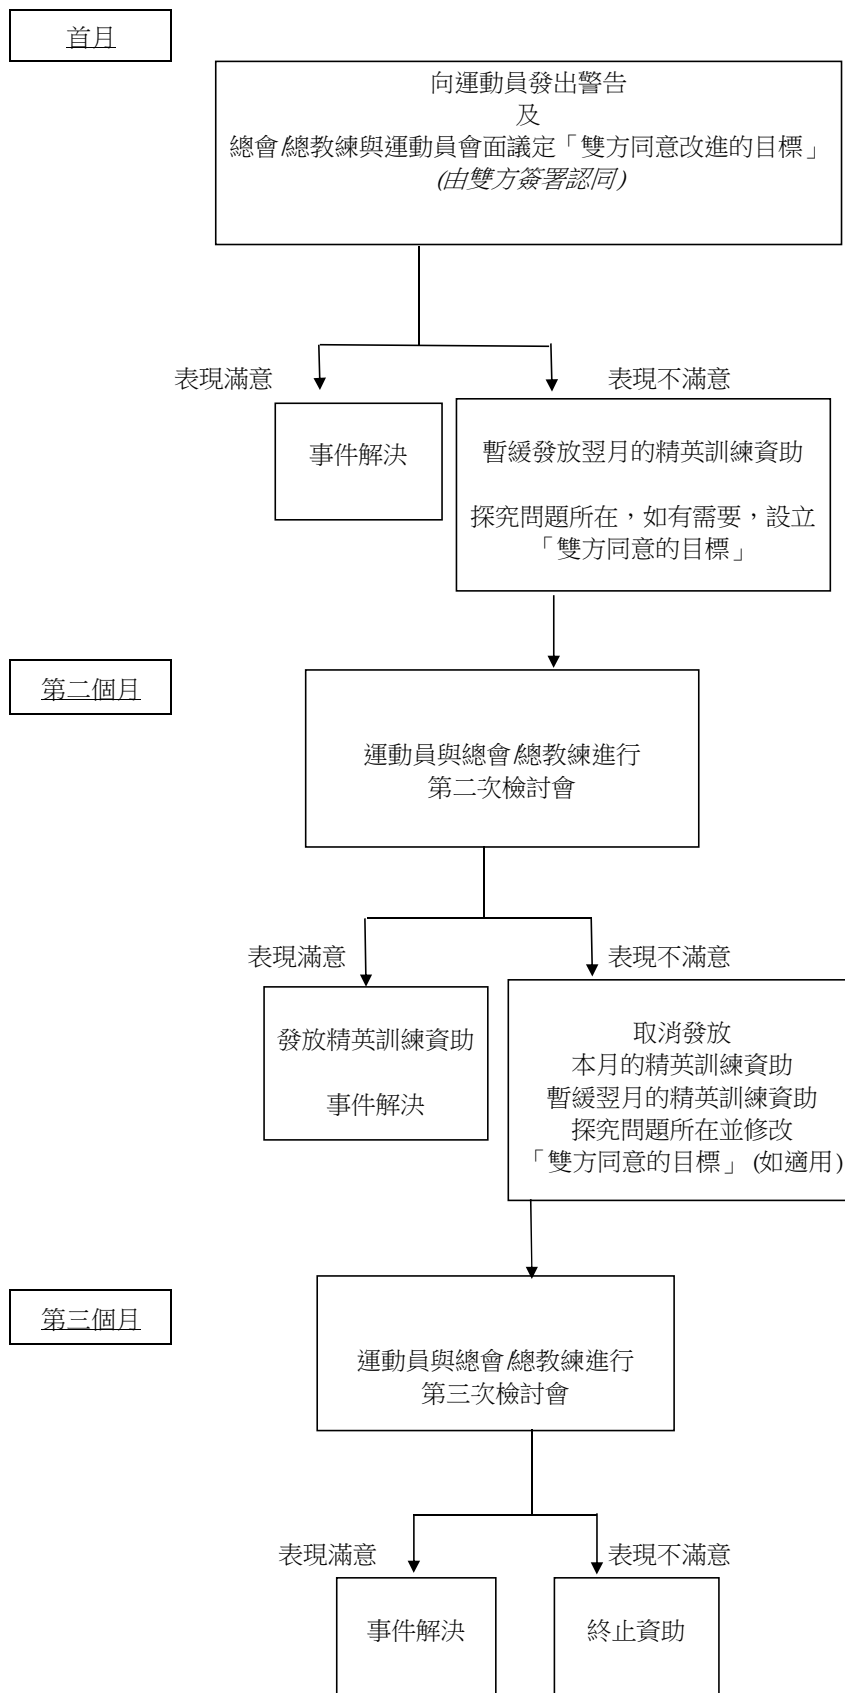 首月
向運動員發出警告
及
總會/總教練與運動員會面議定「雙方同意改進的目標」
(由雙方簽署認同)
表現滿意
表現不滿意
事件解決
暫緩發放翌月的精英訓練資助
探究問題所在，如有需要，設立
「雙方同意的目標」
第二個月
運動員與總會/總教練進行
第二次檢討會
表現滿意
表現不滿意
發放精英訓練資助
事件解決
取消發放
本月的精英訓練資助
暫緩翌月的精英訓練資助
探究問題所在並修改
「雙方同意的目標」 (如適用)
第三個月
運動員與總會/總教練進行
第三次檢討會
表現滿意
表現不滿意
事件解決
終止資助